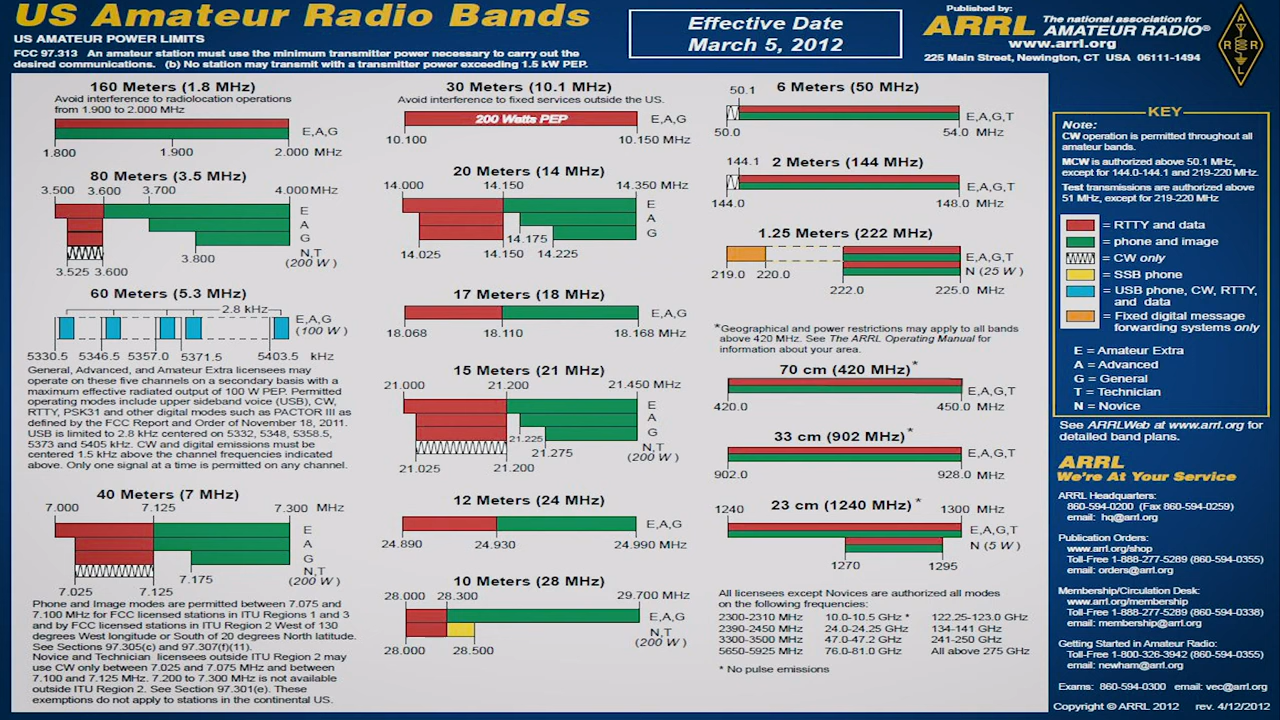 US Amateur Radio Bands
US AMATEUR POWER LIMITS
FCC 97.313 An amateur station must use the minimum transmitter power necessary to carry out the
desired communications. (b) No station may transmit with a transmitter power exceeding 1.5 kW PEP.
Effective Date
March 5, 2012
Published by:
ARRL The national association for
AMATEUR RADIO®
www.arrl.org
225 Main Street, Newington, CT USA 06111-1494
A
R R
L
160 Meters (1.8 MHz)
Avoid interference to radiolocation operations
from 1.900 to 2.000 MHz
E,A,G
1.800 1.900 2.000 MHz
80 Meters (3.5 MHz)
3.500 3.600 3.700 4.000 MHz
E
A
G
3.800
N,T
(200 W)
3.525 3.600
60 Meters (5.3 MHz)
2.8 kHz
E,A,G
(100 W)
5330.5 5346.5 5357.0 5371.5 5403.5 kHz
General, Advanced, and Amateur Extra licensees may
operate on these five channels on a secondary basis with a
maximum effective radiated output of 100 W PEP. Permitted
operating modes include upper sideband voice (USB), CW,
RTTY, PSK31 and other digital modes such as PACTOR III as
defined by the FCC Report and Order of November 18, 2011.
USB is limited to 2.8 kHz centered on 5332, 5348, 5358.5,
5373 and 5405 kHz. CW and digital emissions must be
centered 1.5 kHz above the channel frequencies indicated
above. Only one signal at a time is permitted on any channel.
40 Meters (7 MHz)
7.000 7.125 7.300 MHz
E
A
G
7.175
N,T
(200 W)
7.025 7.125
Phone and Image modes are permitted between 7.075 and
7.100 MHz for FCC licensed stations in ITU Regions 1 and 3
and by FCC licensed stations in ITU Region 2 West of 130
degrees West longitude or South of 20 degrees North latitude.
See Sections 97.305(c) and 97.307(f)(11).
Novice and Technician licensees outside ITU Region 2 may
use CW only between 7.025 and 7.075 MHz and between
7.100 and 7.125 MHz. 7.200 to 7.300 MHz is not available
outside ITU Region 2. See Section 97.301(e). These
exemptions do not apply to stations in the continental US.
30 Meters (10.1 MHz)
Avoid interference to fixed services outside the US.
200 Watts PEP
E,A,G
10.100 10.150 MHz
20 Meters (14 MHz)
14.000 14.150 14.350 MHz
E
A
G
14.175
14.025 14.150 14.225
17 Meters (18 MHz)
E,A,G
18.068 18.110 18.168 MHz
15 Meters (21 MHz)
21.000 21.200 21.450 MHz
E
A
G
21.225
21.275
N,T
(200 W)
21.025 21.200
12 Meters (24 MHz)
E,A,G
24.890 24.930 24.990 MHz
10 Meters (28 MHz)
28.000 28.300 29.700 MHz
E,A,G
N,T
(200 W)
28.000 28.500
6 Meters (50 MHz)
50.1
E,A,G,T
50.0 54.0 MHz
2 Meters (144 MHz)
144.1
E,A,G,T
144.0 148.0 MHz
1.25 Meters (222 MHz)
E,A,G,T
N (25 W)
219.0 220.0
222.0 225.0 MHz
*Geographical and power restrictions may apply to all bands
above 420 MHz. See The ARRL Operating Manual for
information about your area.
70 cm (420 MHz)*
E,A,G,T
420.0 450.0 MHz
33 cm (902 MHz)*
E,A,G,T
902.0 928.0 MHz
23 cm (1240 MHz)*
1240 1300 MHz
E,A,G,T
N (5 W)
1270 1295
All licensees except Novices are authorized all modes
on the following frequencies:
2300-2310 MHz 10.0-10.5 GHz * 122.25-123.0 GHz
2390-2450 MHz 24.0-24.25 GHz 134-141 GHz
3300-3500 MHz 47.0-47.2 GHz 241-250 GHz
5650-5925 MHz 76.0-81.0 GHz All above 275 GHz
* No pulse emissions
KEY
Note:
CW operation is permitted throughout all
amateur bands.
MCW is authorized above 50.1 MHz,
except for 144.0-144.1 and 219-220 MHz.
Test transmissions are authorized above
51 MHz, except for 219-220 MHz
= RTTY and data
= phone and image
= CW only
= SSB phone
= USB phone, CW, RTTY,
and data
= Fixed digital message
forwarding systems only
E = Amateur Extra
A = Advanced
G = General
T = Technician
N = Novice
See ARRLWeb at www.arrl.org for
detailed band plans.
ARRL
We're At Your Service
ARRL Headquarters:
860-594-0200 (Fax 860-594-0259)
email: hq@arrl.org
Publication Orders:
www.arrl.org/shop
Toll-Free 1-888-277-5289 (860-594-0355)
email: orders@arrl.org
Membership/Circulation Desk:
www.arrl.org/membership
Toll-Free 1-888-277-5289 (860-594-0338)
email: membership@arrl.org
Getting Started in Amateur Radio:
Toll-Free 1-800-326-3942 (860-594-0355)
email: newham@arrl.org
Exams: 860-594-0300 email: vec@arrl.org
Copyright © ARRL 2012 rev. 4/12/2012